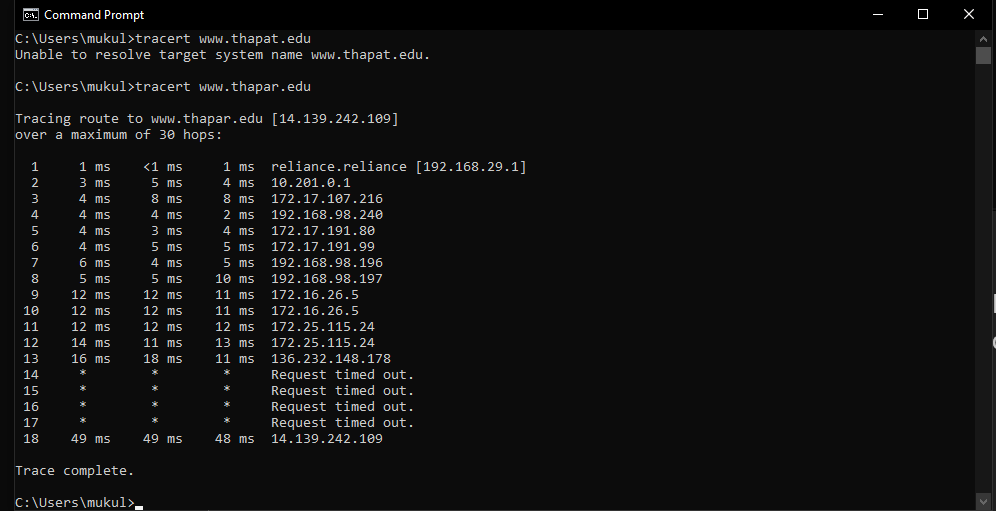 Command Prompt
C:\Users\mukul>tracert www.thapat.edu
Unable to resolve target system name www.thapat.edu.
C:\Users\mukul>tracert www.thapar.edu
Tracing route to www.thapar.edu [14.139.242.109]
over a maximum of 30 hops:
1 1 ms <1 ms 1 ms reliance.reliance [192.168.29.1]
2 3 ms 5 ms 4 ms 10.201.0.1
3 4 ms 8 ms 8 ms 172.17.107.216
4 4 ms 4 ms 2 ms 192.168.98.240
5 4 ms 3 ms 4 ms 172.17.191.80
6 4 ms 5 ms 5 ms 172.17.191.99
7 6 ms 4 ms 5 ms 192.168.98.196
8 5 ms 5 ms 10 ms 192.168.98.197
9 12 ms 12 ms 11 ms 172.16.26.5
10 12 ms 12 ms 11 ms 172.16.26.5
11 12 ms 12 ms 12 ms 172.25.115.24
12 14 ms 11 ms 13 ms 172.25.115.24
13 16 ms 18 ms 11 ms 136.232.148.178
14 * * * Request timed out.
15 * * * Request timed out.
16 * * * Request timed out.
17 * * * Request timed out.
18 49 ms 49 ms 48 ms 14.139.242.109
Trace complete.
C:\Users\mukul>